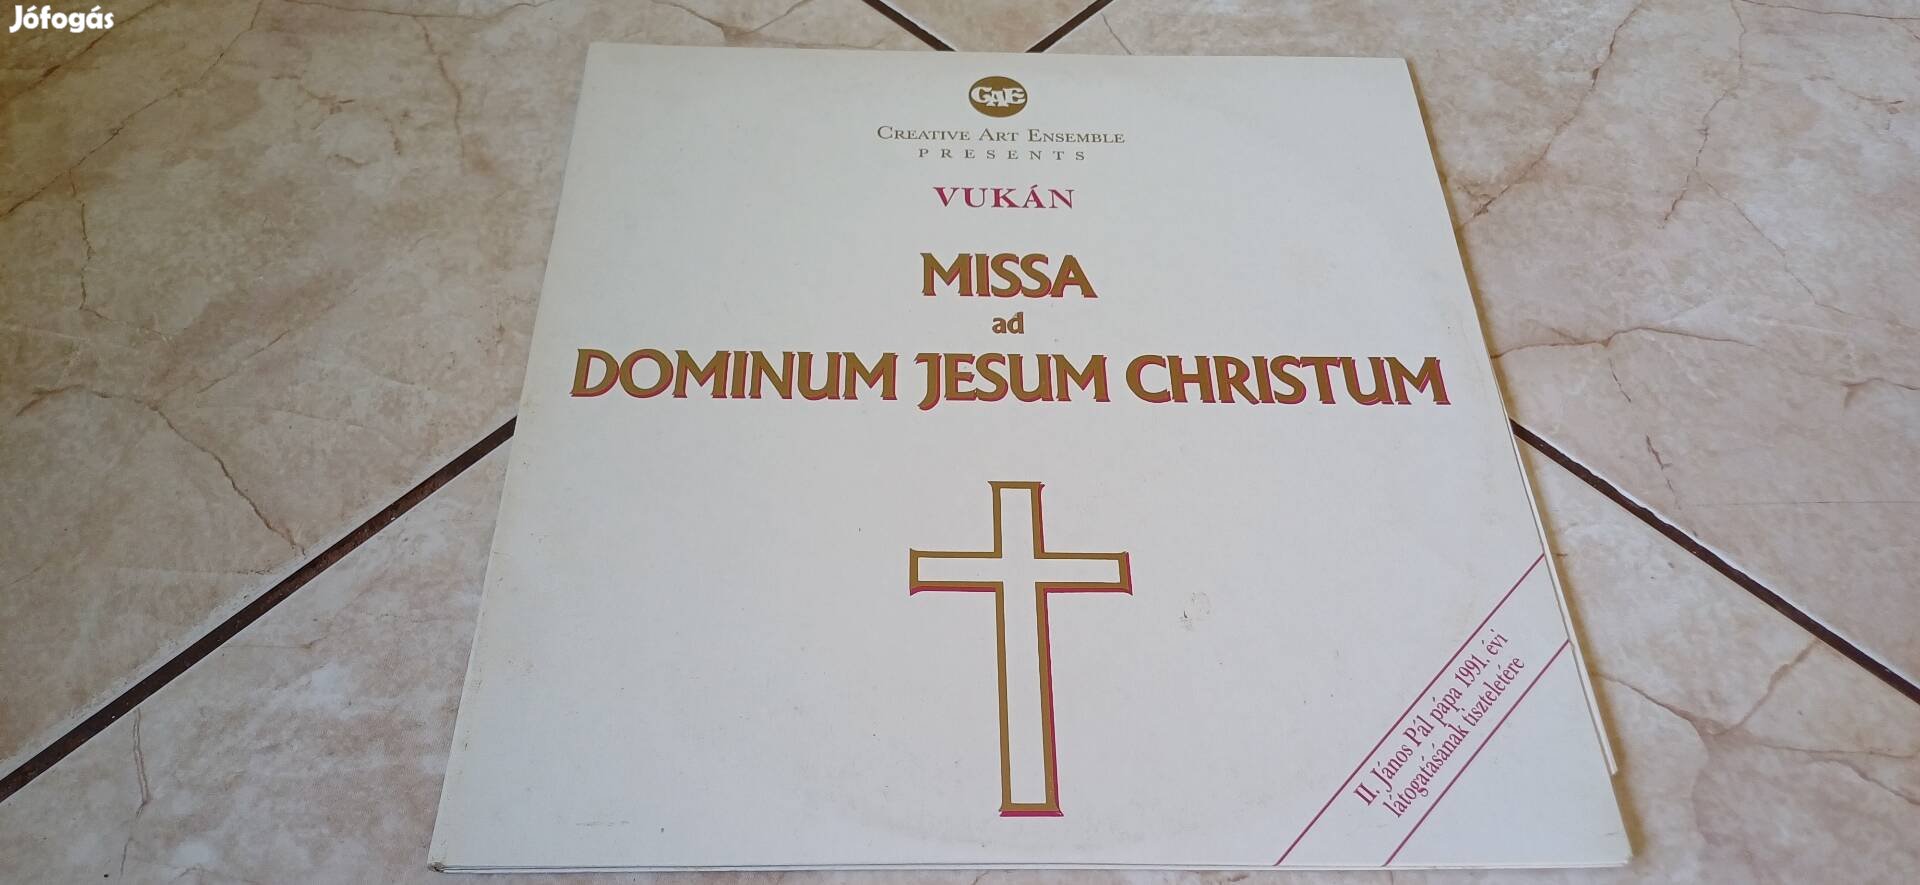 Jófogás
CAE
CREATIVE ART ENSEMBLE
PRESENTS
VUKÁN
MISSA
ad
DOMINUM JESUM CHRISTUM
II. János Pál pápa 1991. évi
látogatásának tiszteletére